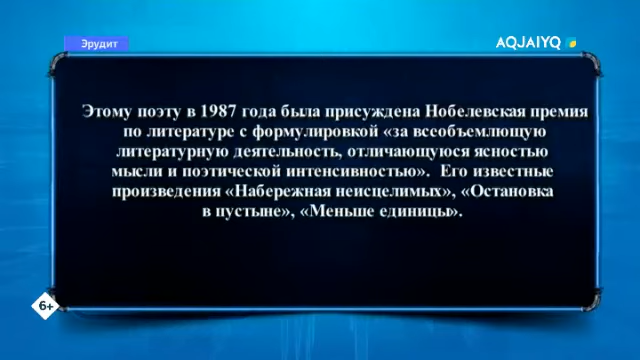 Эрудит
AQJAIYQ
Этому поэту в 1987 года была присуждена Нобелевская премия
по литературе с формулировкой «за всеобъемлющую
литературную деятельность, отличающуюся ясностью
мысли и поэтической интенсивностью».  Его известные
произведения «Набережная неисцелимых», «Остановка
в пустыне», «Меньше единицы».
6+